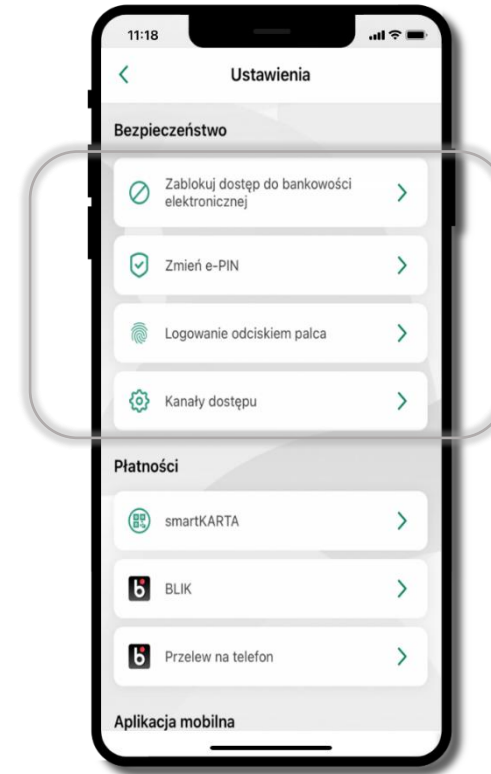 11:18
Ustawienia
Bezpieczeństwo
Zablokuj dostęp do bankowości
elektronicznej
Zmień e-PIN
Logowanie odciskiem palca
Kanały dostępu
Płatności
smartKARTA
BLIK
Przelew na telefon
Aplikacja mobilna